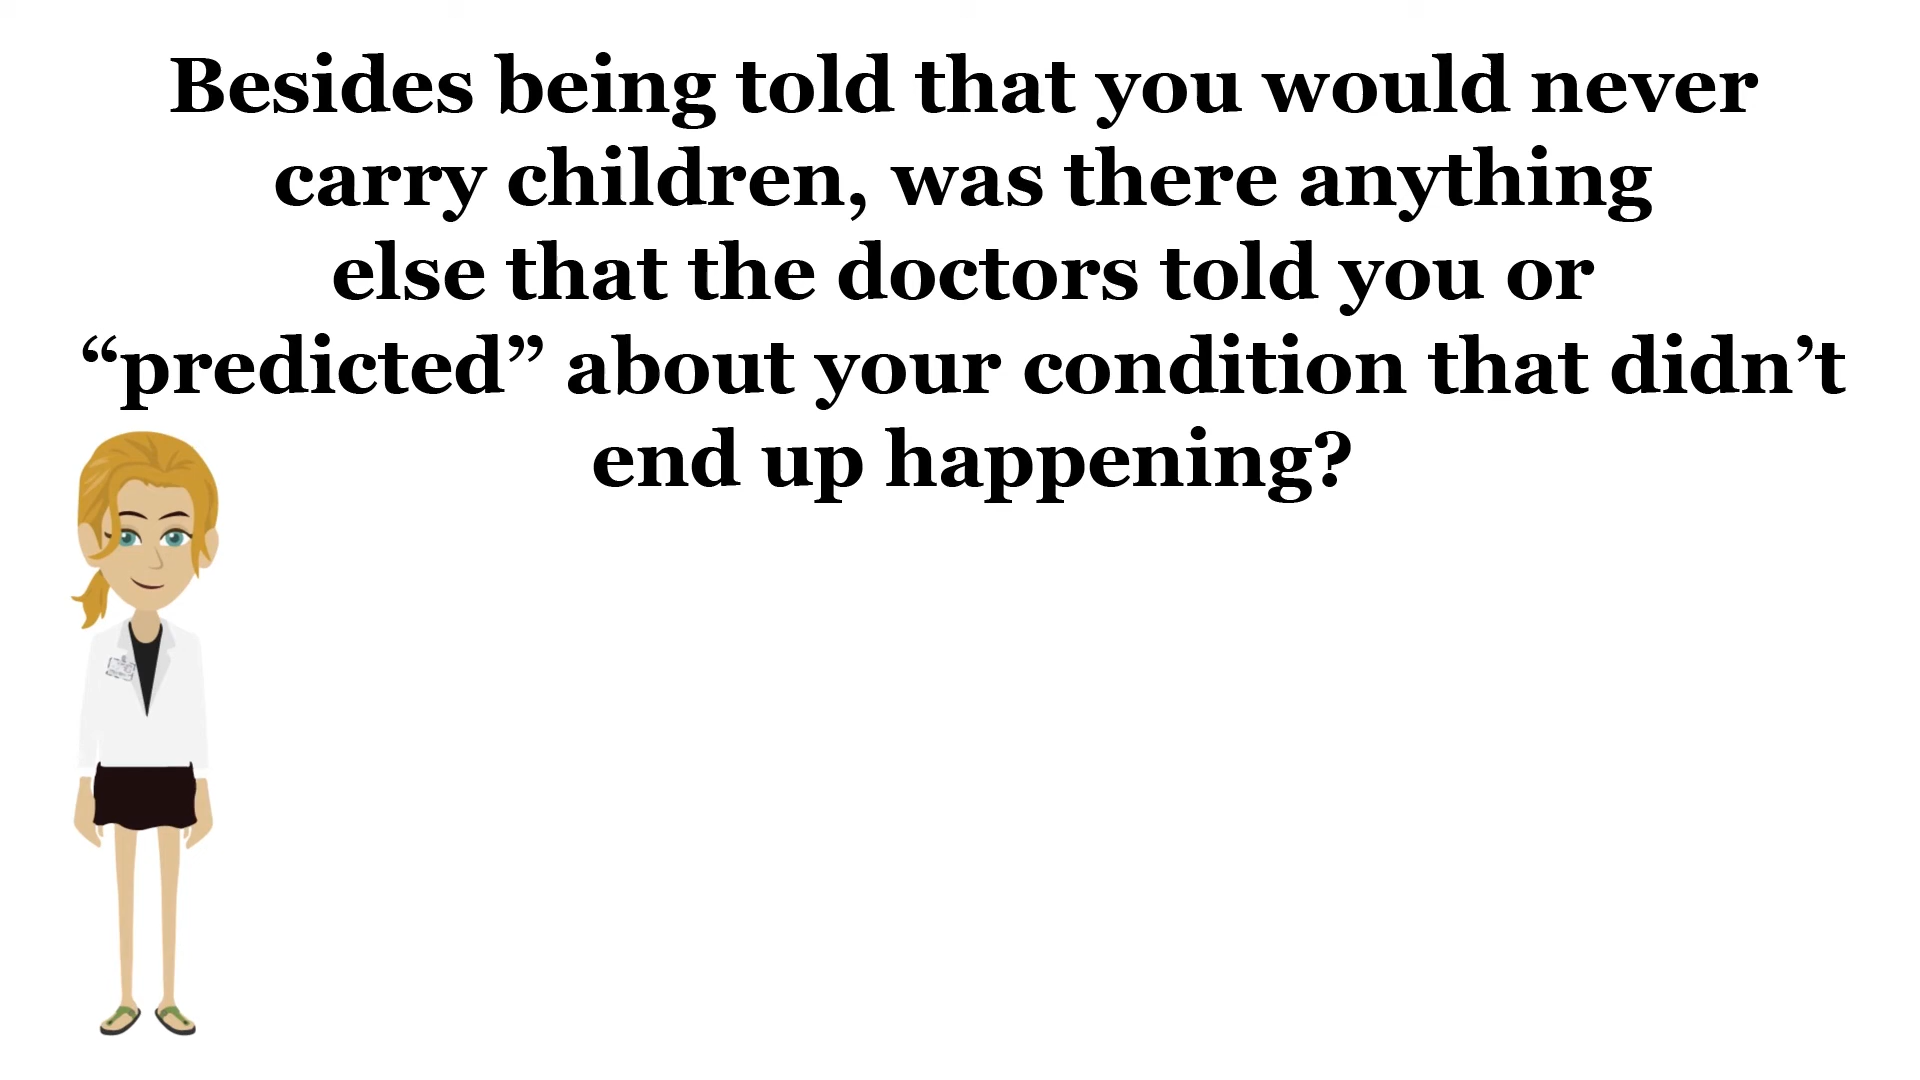 Besides being told that you would never
carry children, was there anything
else that the doctors told you or
“predicted” about your condition that didn’t
end up happening?